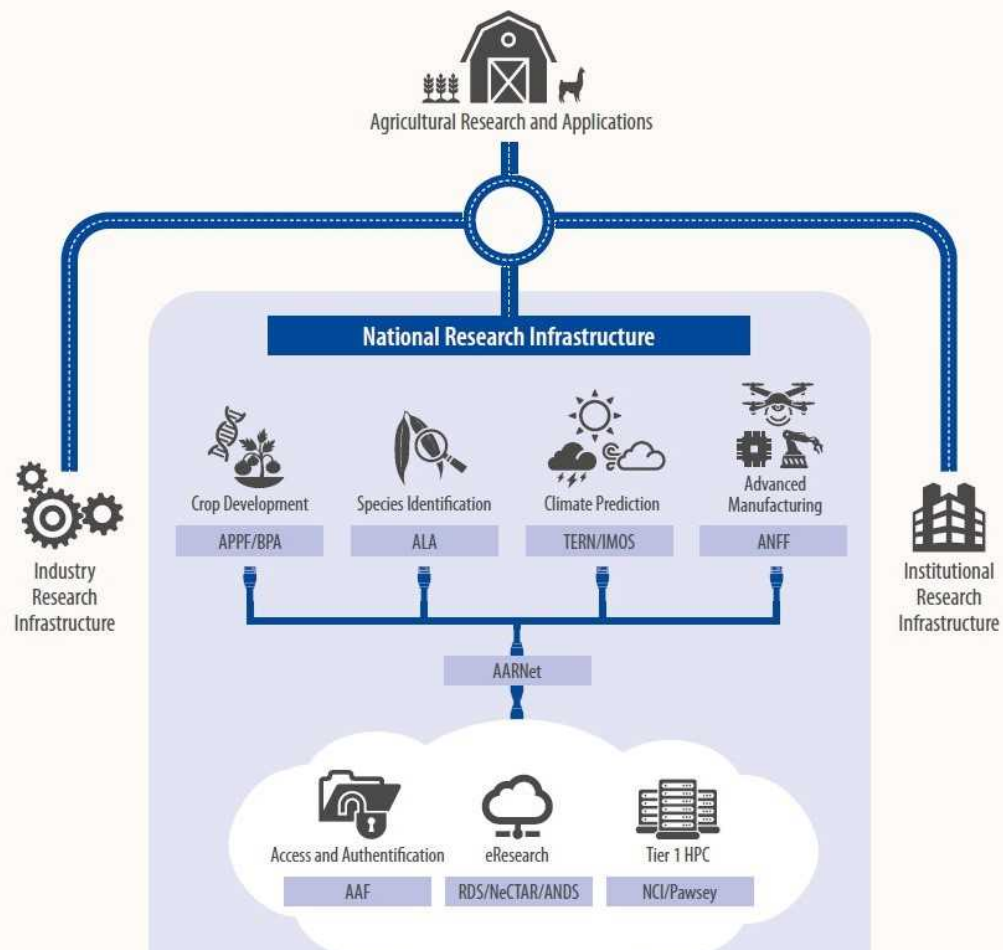 Agricultural Research and Applications
National Research Infrastructure
Crop Development
APPF/BPA
Species Identification
ALA
Climate Prediction
TERN/IMOS
Advanced
Manufacturing
ANFF
Industry
Research
Infrastructure
Institutional
Research
Infrastructure
AARNet
Access and Authentification
AAF
eResearch
RDS/NeCTAR/ANDS
Tier 1 HPC
NCI/Pawsey